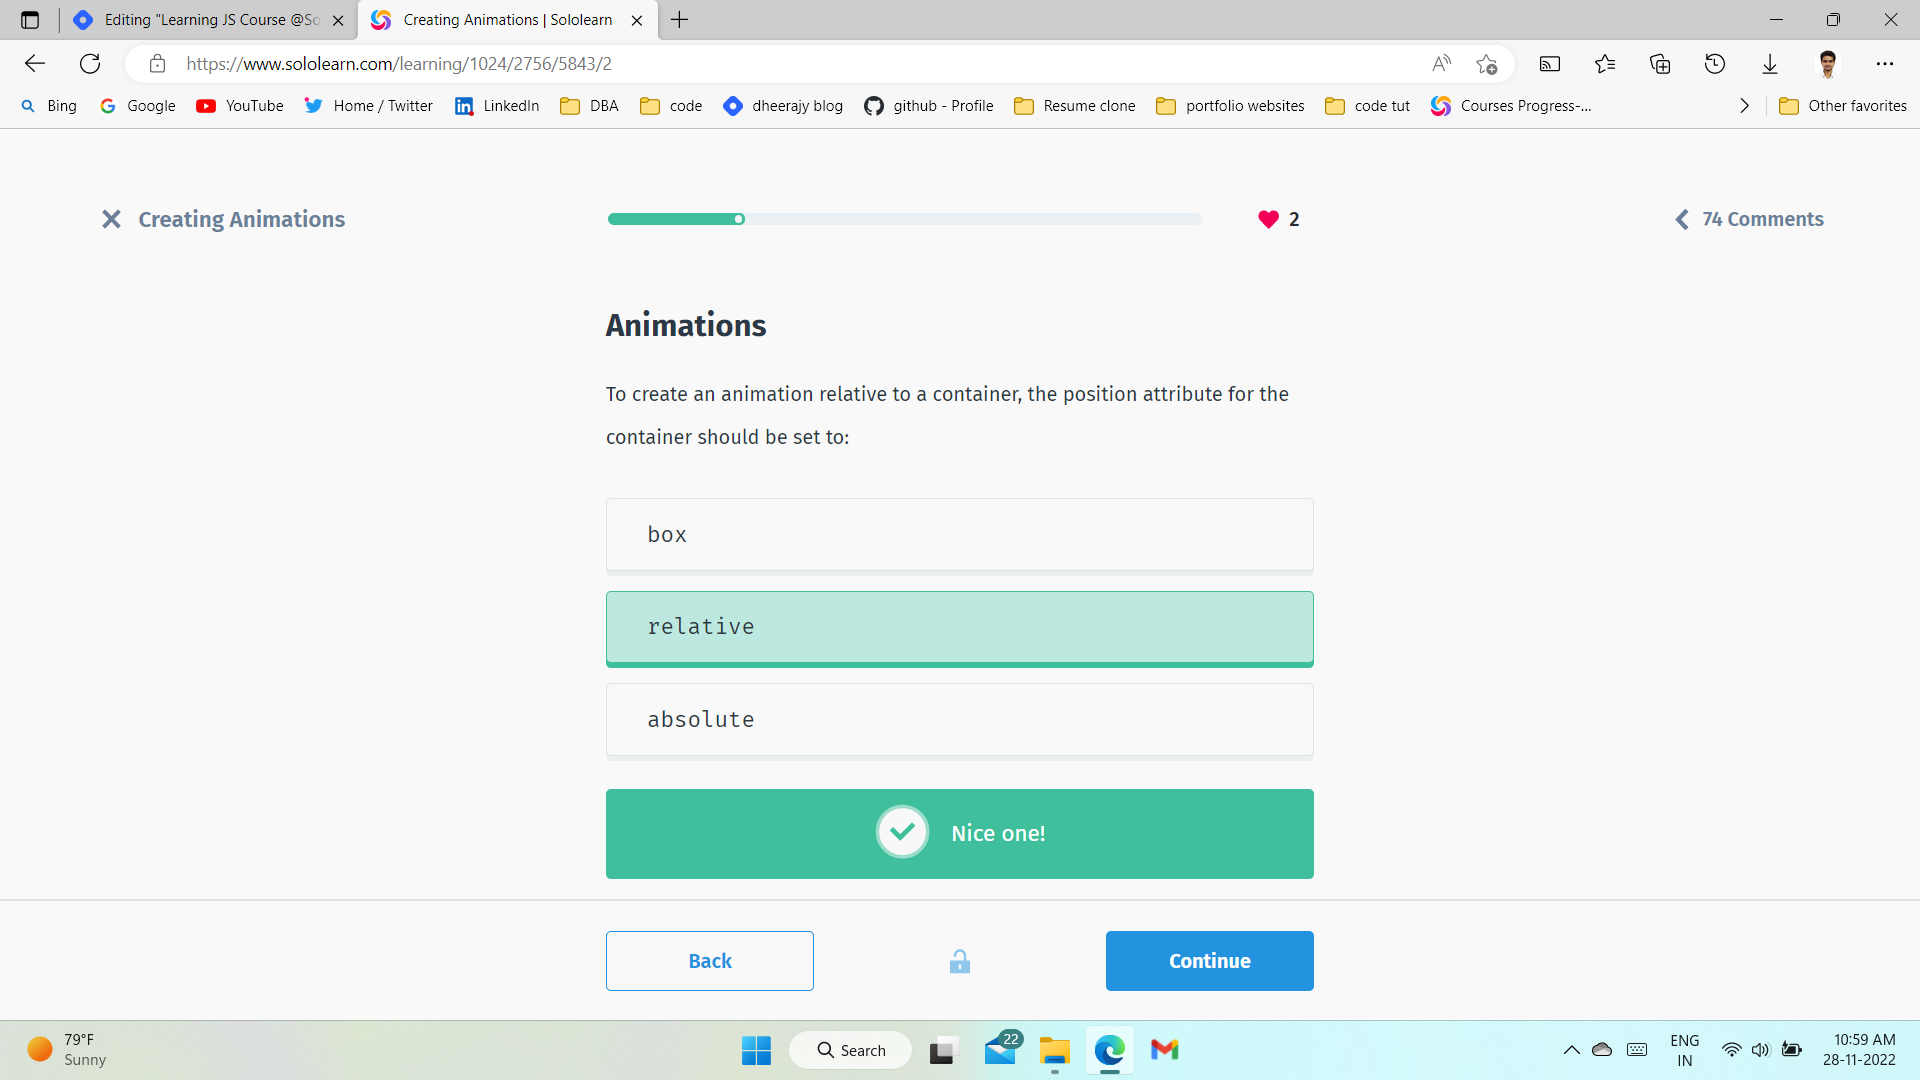 Editing "Learning JS Course @So
Creating Animations | Sololearn
https://www.sololearn.com/learning/1024/2756/5843/2
Bing Google YouTube Home / Twitter LinkedIn DBA code dheerajy blog github - Profile Resume clone portfolio websites code tut Courses Progress-... Other favorites
Creating Animations
2
74 Comments
Animations
To create an animation relative to a container, the position attribute for the
container should be set to:
box
relative
absolute
Nice one!
Back
Continue
79°F
Sunny
Search
22
ENG
IN
10:59 AM
28-11-2022